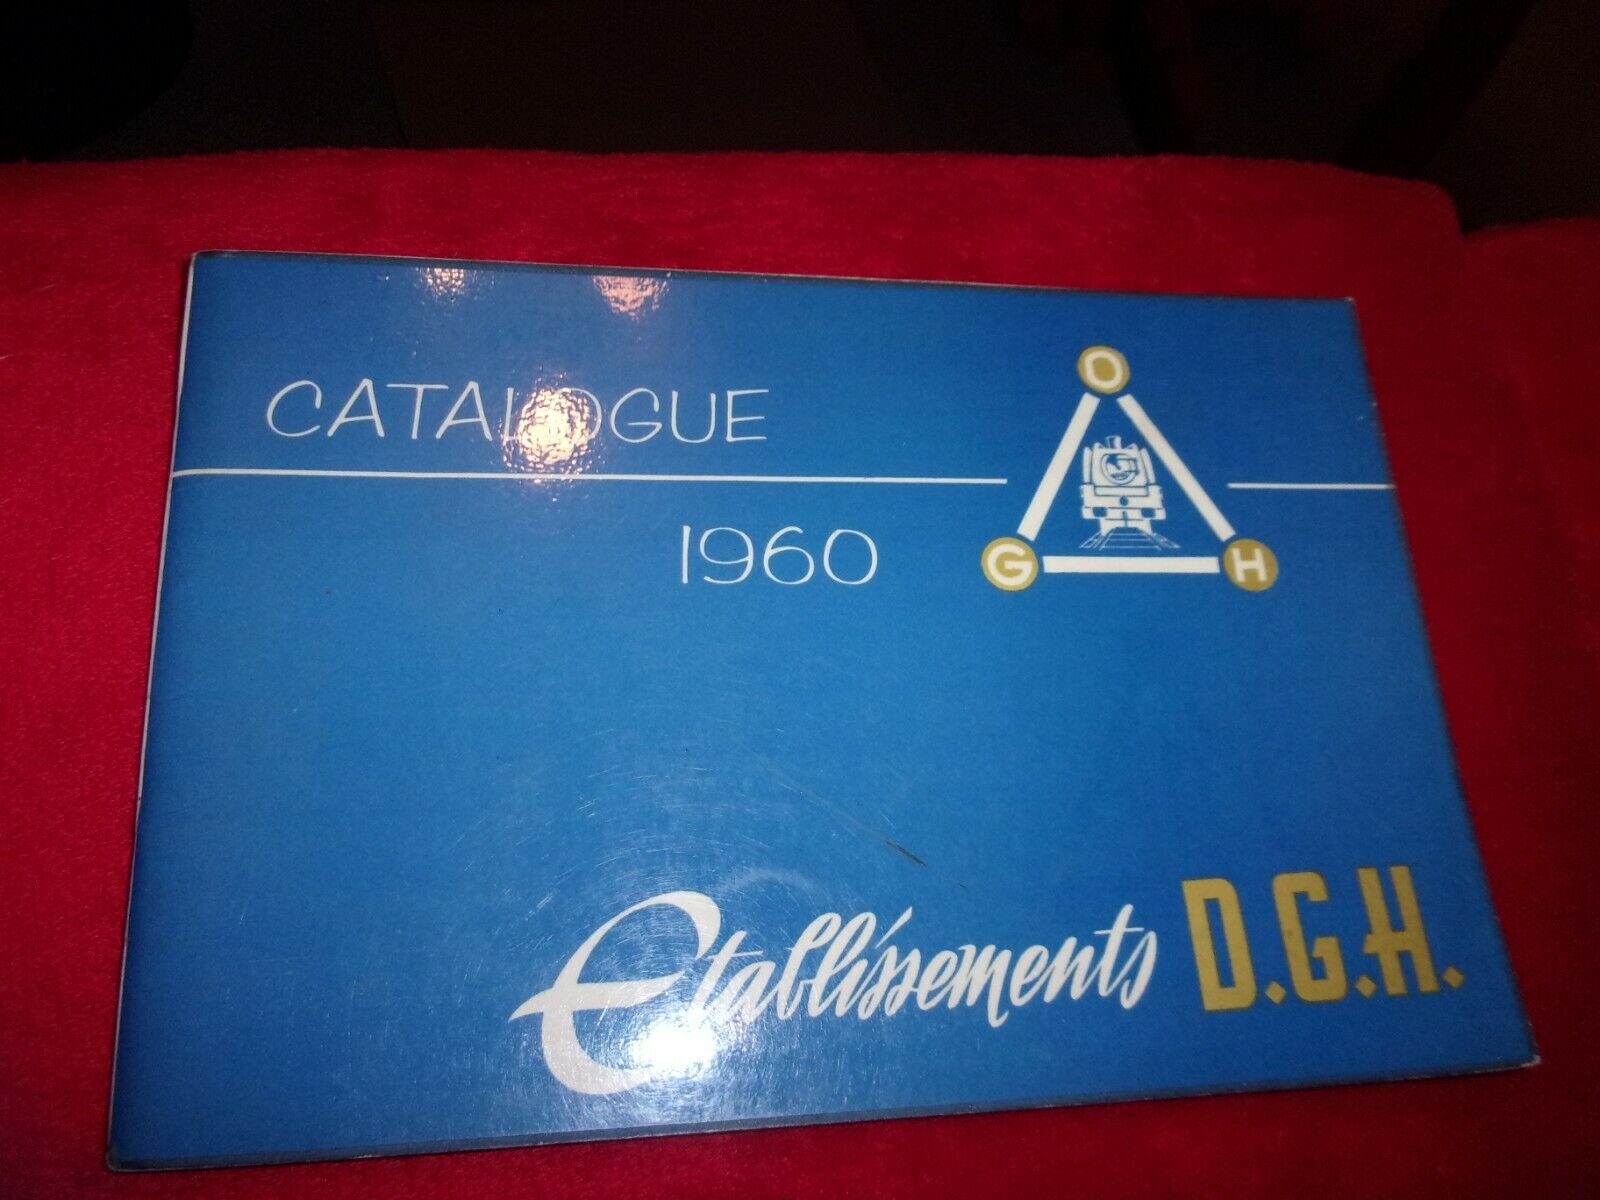 CATALOGUE
1960
D
G H
Etablissements D.G.H.